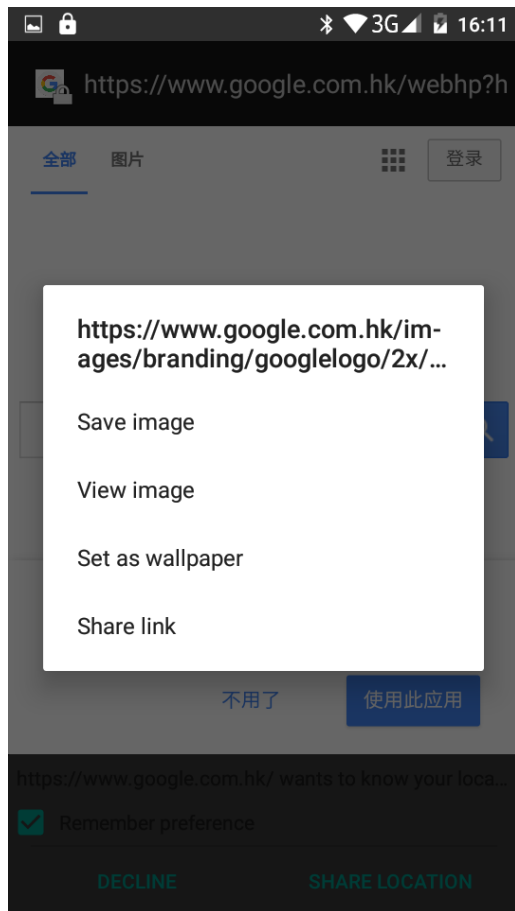 3G 16:11
https://www.google.com.hk/webhp?h
全部 图片 登录
https://www.google.com.hk/im-
ages/branding/googlelogo/2x/…
Save image
View image
Set as wallpaper
Share link
不用了 使用此应用
https://www.google.com.hk/ wants to know your loca…
Remember preference
DECLINE SHARE LOCATION